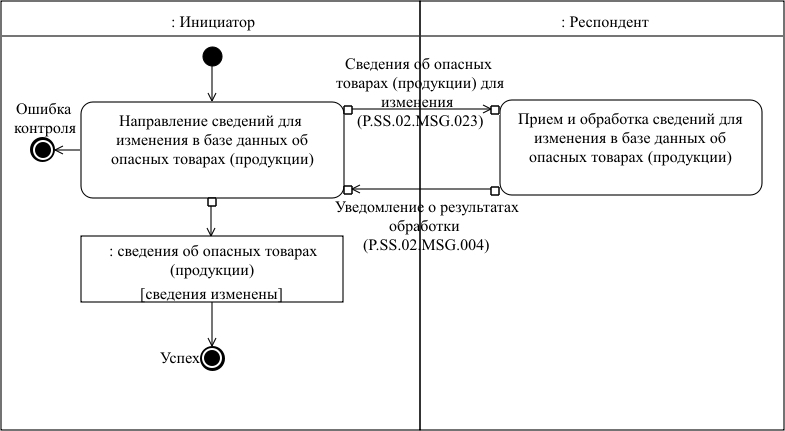 : Инициатор
: Респондент
Сведения об опасных
товарах (продукции) для
изменения
(P.SS.02.MSG.023)
Ошибка
контроля
Направление сведений для
изменения в базе данных об
опасных товарах (продукции)
Прием и обработка сведений для
изменения в базе данных об
опасных товарах (продукции)
Уведомление о результатах
обработки
(P.SS.02.MSG.004)
: сведения об опасных товарах
(продукции)
[сведения изменены]
Успех